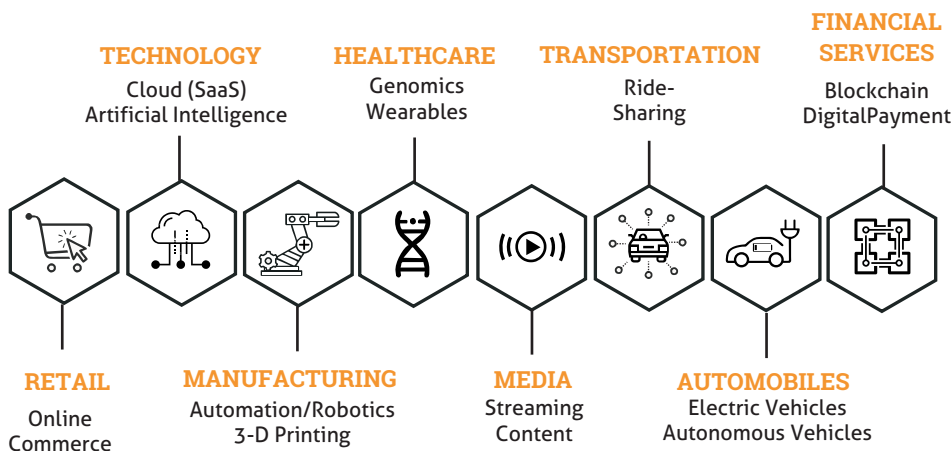 TECHNOLOGY
Cloud (SaaS)
Artificial Intelligence
HEALTHCARE
Genomics
Wearables
TRANSPORTATION
Ride-
Sharing
FINANCIAL
SERVICES
Blockchain
DigitalPayment
RETAIL
Online
Commerce
MANUFACTURING
Automation/Robotics
3-D Printing
MEDIA
Streaming
Content
AUTOMOBILES
Electric Vehicles
Autonomous Vehicles